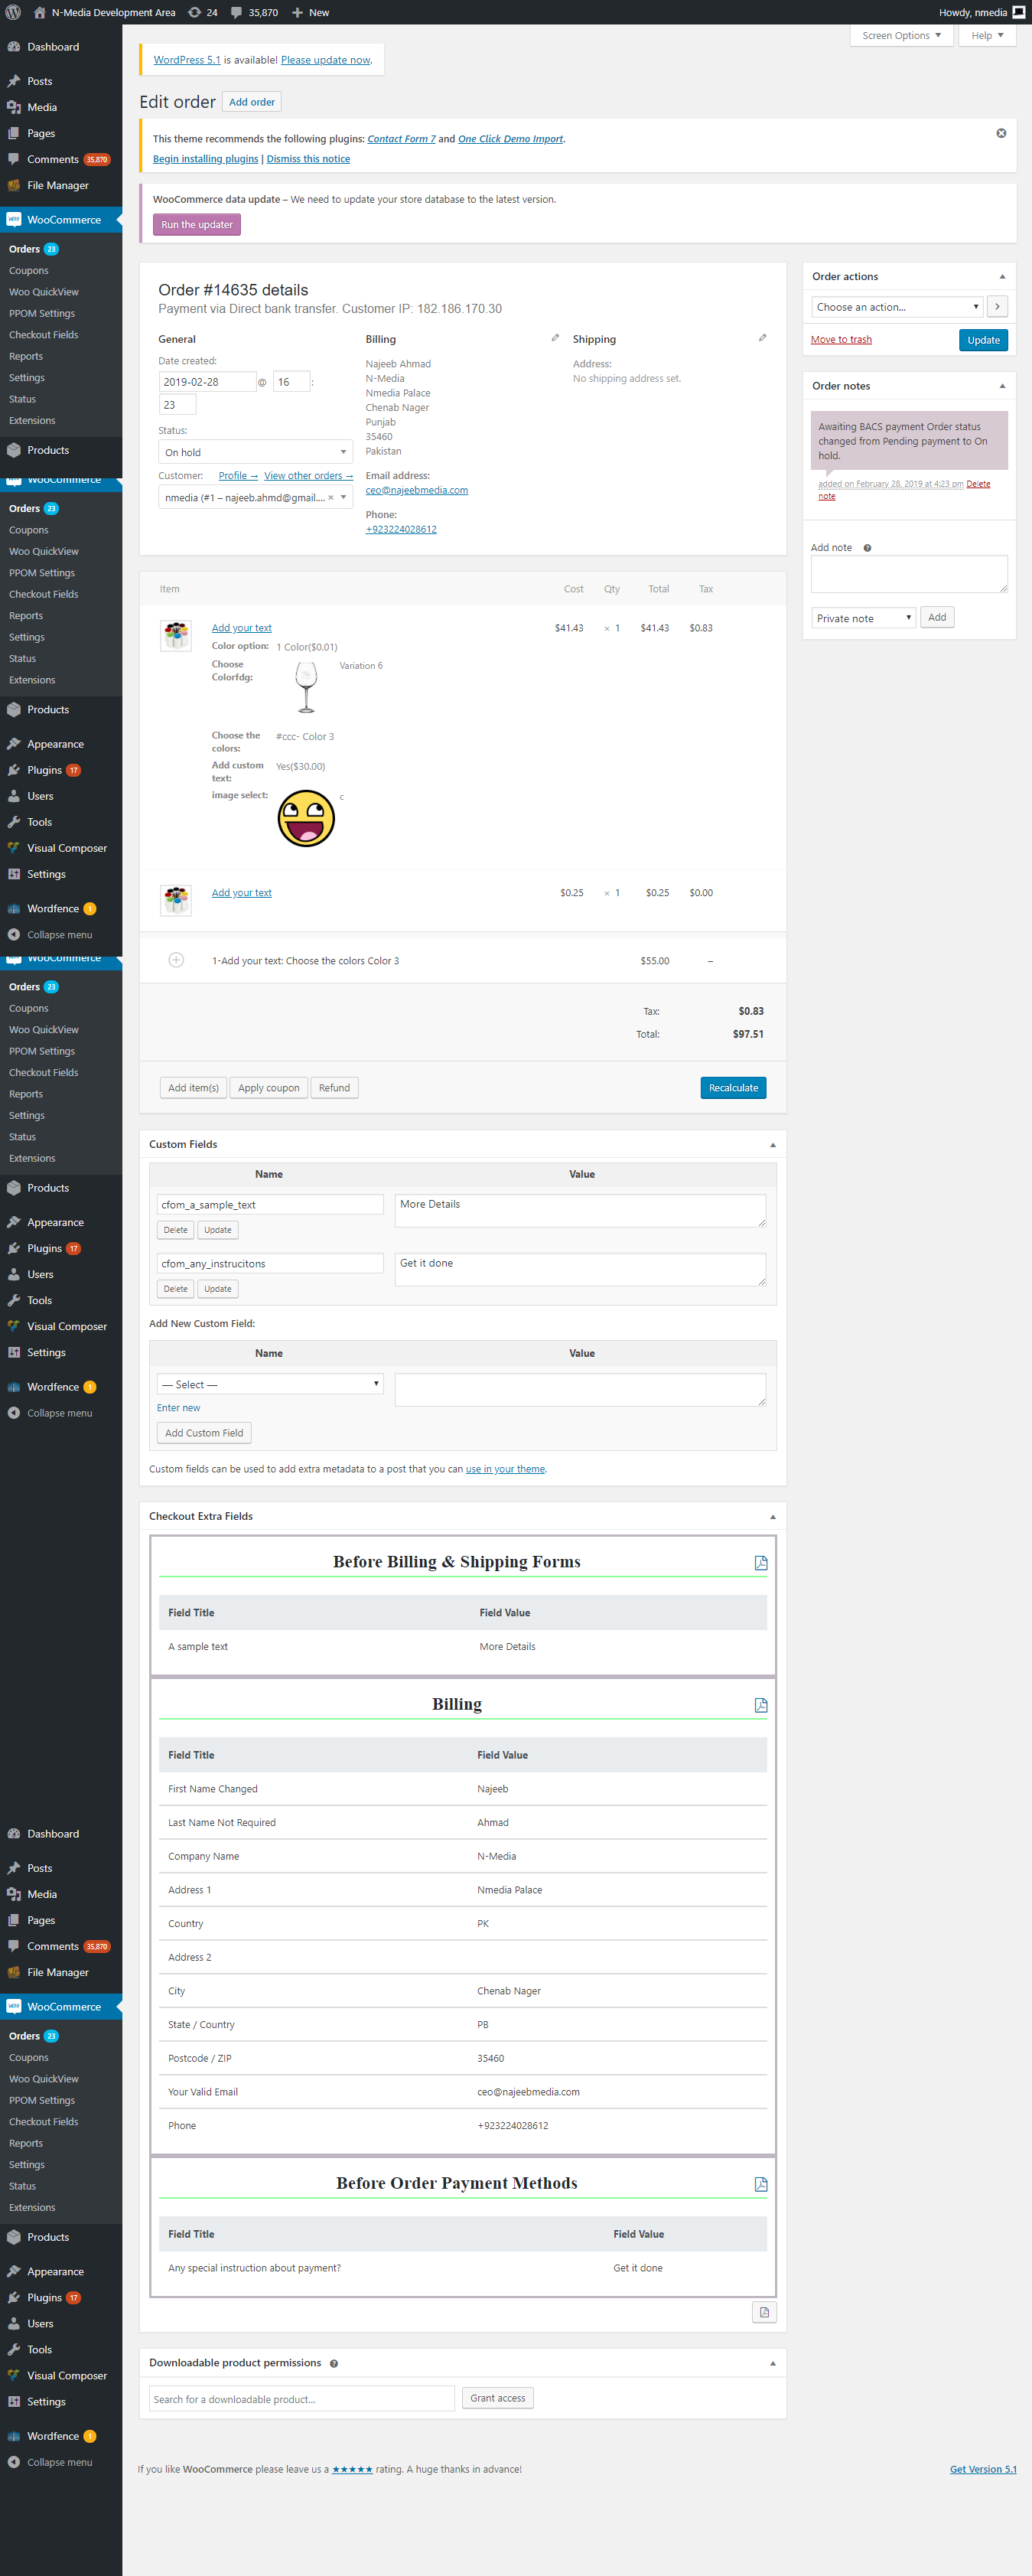 N-Media Development Area 24 35,870 New Howdy, nmedia
Screen Options Help
Dashboard
Posts
Media
Pages
Comments 35,870
File Manager
WooCommerce
Orders 23
Coupons
Woo QuickView
PPOM Settings
Checkout Fields
Reports
Settings
Status
Extensions
Products
WooCommerce
Orders 23
Coupons
Woo QuickView
PPOM Settings
Checkout Fields
Reports
Settings
Status
Extensions
Products
Appearance
Plugins 17
Users
Tools
Visual Composer
Settings
Wordfence 1
Collapse menu
WooCommerce
Orders 23
Coupons
Woo QuickView
PPOM Settings
Checkout Fields
Reports
Settings
Status
Extensions
Products
Appearance
Plugins 17
Users
Tools
Visual Composer
Settings
Wordfence 1
Collapse menu
Dashboard
Posts
Media
Pages
Comments 35,870
File Manager
WooCommerce
Orders 23
Coupons
Woo QuickView
PPOM Settings
Checkout Fields
Reports
Settings
Status
Extensions
Products
Appearance
Plugins 17
Users
Tools
Visual Composer
Settings
Wordfence 1
Collapse menu
WordPress 5.1 is available! Please update now.
Edit order Add order
This theme recommends the following plugins: Contact Form 7 and One Click Demo Import.
Begin installing plugins | Dismiss this notice
WooCommerce data update – We need to update your store database to the latest version.
Run the updater
Order #14635 details
Payment via Direct bank transfer. Customer IP: 182.186.170.30
General
Date created:
2019-02-28 @ 16 :
23
Status:
On hold
Customer: Profile → View other orders →
nmedia (#1 – najeeb.ahmd@gmail.... ×
Billing
Najeeb Ahmad
N-Media
Nmedia Palace
Chenab Nager
Punjab
35460
Pakistan
Email address:
ceo@najeebmedia.com
Phone:
+923224028612
Shipping
Address:
No shipping address set.
Item Cost Qty Total Tax
Add your text $41.43 × 1 $41.43 $0.83
Color option: 1 Color($0.01)
Choose Colorfdg: Variation 6
Choose the colors: #ccc- Color 3
Add custom text: Yes($30.00)
image select: c
Add your text $0.25 × 1 $0.25 $0.00
1-Add your text: Choose the colors Color 3 $55.00 –
Tax: $0.83
Total: $97.51
Add item(s) Apply coupon Refund Recalculate
Custom Fields
Name Value
cfom_a_sample_text More Details
Delete Update
cfom_any_instrucitons Get it done
Delete Update
Add New Custom Field:
Name Value
— Select —
Enter new
Add Custom Field
Custom fields can be used to add extra metadata to a post that you can use in your theme.
Checkout Extra Fields
Before Billing & Shipping Forms
Field Title Field Value
A sample text More Details
Billing
Field Title Field Value
First Name Changed Najeeb
Last Name Not Required Ahmad
Company Name N-Media
Address 1 Nmedia Palace
Country PK
Address 2
City Chenab Nager
State / Country PB
Postcode / ZIP 35460
Your Valid Email ceo@najeebmedia.com
Phone +923224028612
Before Order Payment Methods
Field Title Field Value
Any special instruction about payment? Get it done
Downloadable product permissions
Search for a downloadable product... Grant access
Order actions
Choose an action...
Move to trash Update
Order notes
Awaiting BACS payment Order status
changed from Pending payment to On
hold.
added on February 28, 2019 at 4:23 pm Delete
note
Add note
Private note Add
If you like WooCommerce please leave us a ★★★★★ rating. A huge thanks in advance! Get Version 5.1